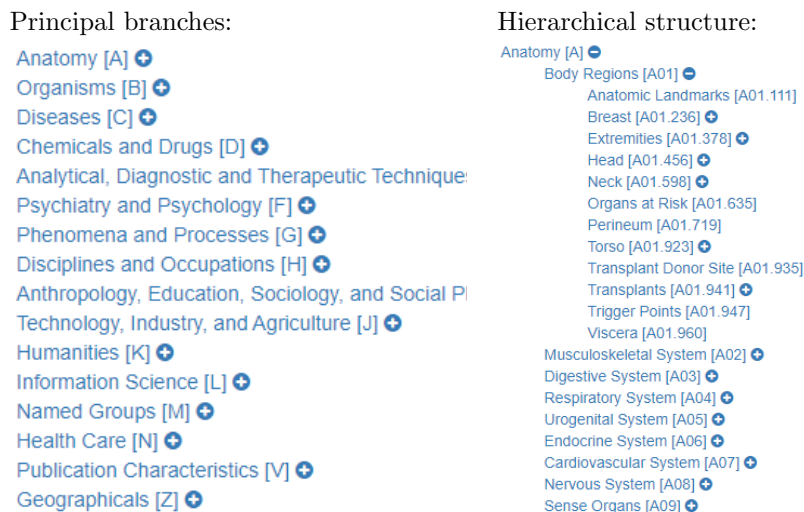 Principal branches:
Anatomy [A]
Organisms [B]
Diseases [C]
Chemicals and Drugs [D]
Analytical, Diagnostic and Therapeutic
Psychiatry and Psychology [F]
Phenomena and Processes [G]
Disciplines and Occupations [H]
Anthropology, Education, Sociology, and Social
Technology, Industry, and Agriculture [J]
Humanities [K]
Information Science [L]
Named Groups [M]
Health Care [N]
Publication Characteristics [V]
Geographicals [Z]
Hierarchical structure:
Anatomy [A]
Body Regions [A01]
Anatomic Landmarks [A01.111]
Breast [A01.236]
Extremities [A01.378]
Head [A01.456]
Neck [A01.598]
Organs at Risk [A01.635]
Perineum [A01.719]
Torso [A01.923]
Transplant Donor Site [A01.935]
Transplants [A01.941]
Trigger Points [A01.947]
Viscera [A01.960]
Musculoskeletal System [A02]
Digestive System [A03]
Respiratory System [A04]
Urogenital System [A05]
Endocrine System [A06]
Cardiovascular System [A07]
Nervous System [A08]
Sense Organs [A09]